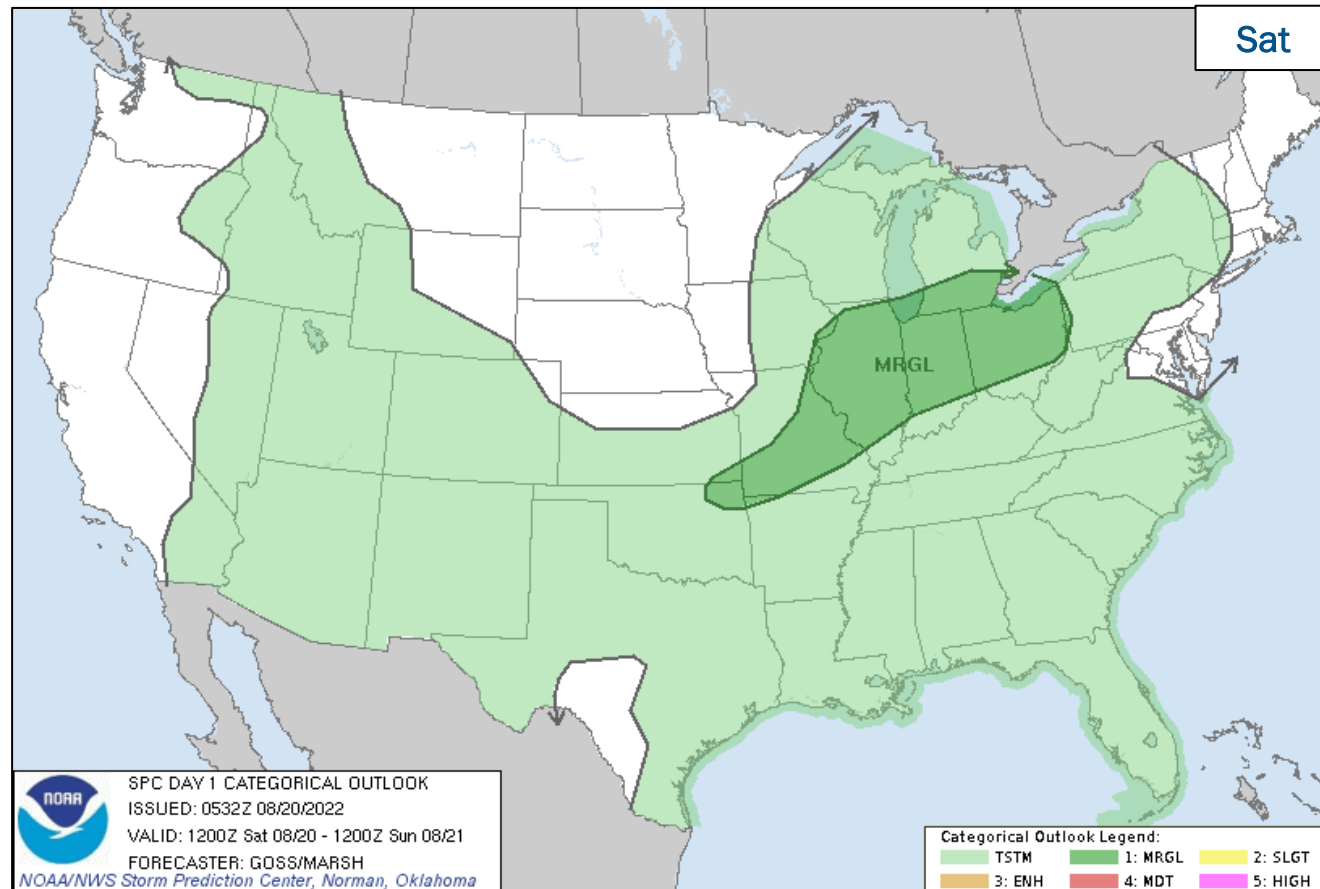 Sat
MRGL
NOAA
SPC DAY 1 CATEGORICAL OUTLOOK
ISSUED: 0532Z 08/20/2022
VALID: 1200Z Sat 08/20 - 1200Z Sun 08/21
FORECASTER: GOSS/MARSH
NOAA/NWS Storm Prediction Center, Norman, Oklahoma
Categorical Outlook Legend:
TSTM 1: MRGL 2: SLGT
3: ENH 4: MDT 5: HIGH